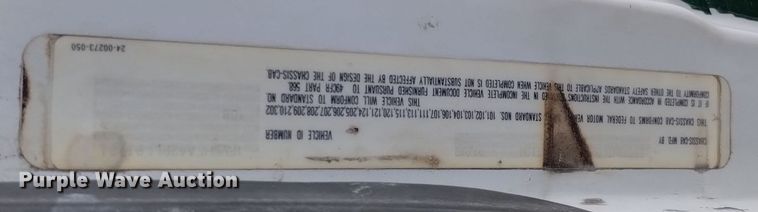 CHASSIS-CAB MFD BY
VEHICLE ID NUMBER
THIS CHASSIS-CAB CONFORMS TO FEDERAL MOTOR STANDARD NOS. 101,102,103,104,106,107,111,113,115,120,121,124,205,206,207,208,209,210,302
THIS VEHICLE WILL CONFORM TO STANDARD NO.
IF IT IS COMPLETED IN ACCORDANCE WITH THE INSTRUCTIONS IN THE INCOMPLETE VEHICLE DOCUMENT FURNISHED PURSUANT TO 49CFR PART 568.
CONFORMITY TO THE OTHER SAFETY STANDARDS APPLICABLE TO THIS VEHICLE WHEN COMPLETED IS NOT SUBSTANTIALLY AFFECTED BY THE DESIGN OF THE CHASSIS-CAB.
24-00273-050
Purple Wave Auction